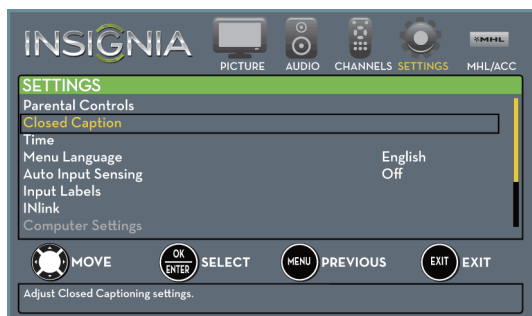 INSIGNIA
PICTURE AUDIO CHANNELS SETTINGS MHL/ACC
MHL
SETTINGS
Parental Controls
Closed Caption
Time
Menu Language English
Auto Input Sensing Off
Input Labels
INlink
Computer Settings
MOVE OK ENTER SELECT MENU PREVIOUS EXIT EXIT
Adjust Closed Captioning settings.